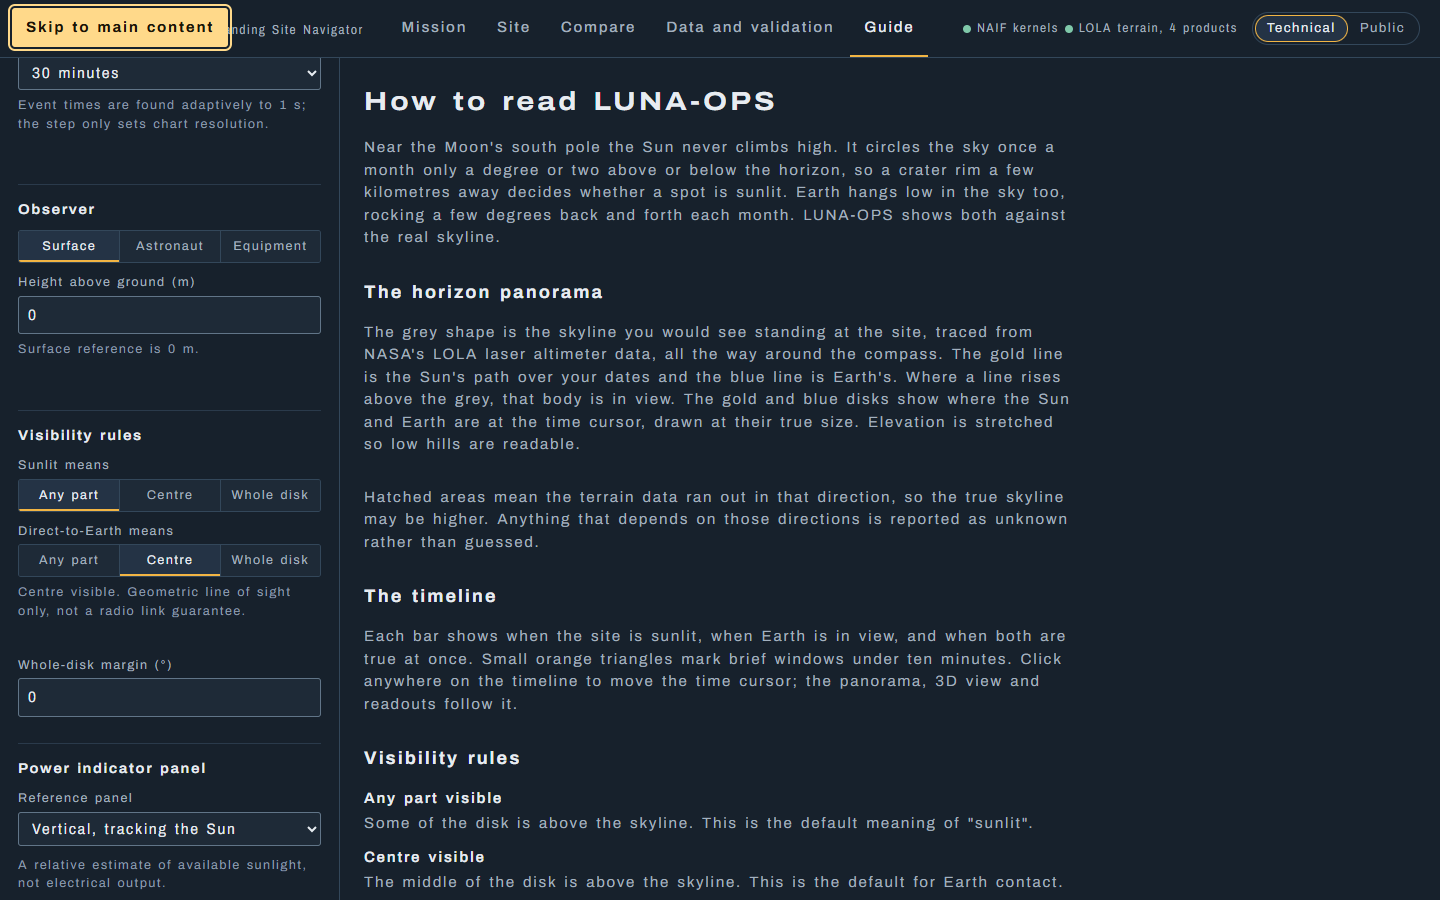 Skip to main content
nding Site Navigator
Mission
Site
Compare
Data and validation
Guide
NAIF kernels
LOLA terrain, 4 products
Technical
Public
30 minutes
Event times are found adaptively to 1 s;
the step only sets chart resolution.
Observer
Surface
Astronaut
Equipment
Height above ground (m)
0
Surface reference is 0 m.
Visibility rules
Sunlit means
Any part
Centre
Whole disk
Direct-to-Earth means
Any part
Centre
Whole disk
Centre visible. Geometric line of sight
only, not a radio link guarantee.
Whole-disk margin (°)
0
Power indicator panel
Reference panel
Vertical, tracking the Sun
A relative estimate of available sunlight,
not electrical output.
How to read LUNA-OPS
Near the Moon's south pole the Sun never climbs high. It circles the sky once a
month only a degree or two above or below the horizon, so a crater rim a few
kilometres away decides whether a spot is sunlit. Earth hangs low in the sky too,
rocking a few degrees back and forth each month. LUNA-OPS shows both against
the real skyline.
The horizon panorama
The grey shape is the skyline you would see standing at the site, traced from
NASA's LOLA laser altimeter data, all the way around the compass. The gold line
is the Sun's path over your dates and the blue line is Earth's. Where a line rises
above the grey, that body is in view. The gold and blue disks show where the Sun
and Earth are at the time cursor, drawn at their true size. Elevation is stretched
so low hills are readable.
Hatched areas mean the terrain data ran out in that direction, so the true skyline
may be higher. Anything that depends on those directions is reported as unknown
rather than guessed.
The timeline
Each bar shows when the site is sunlit, when Earth is in view, and when both are
true at once. Small orange triangles mark brief windows under ten minutes. Click
anywhere on the timeline to move the time cursor; the panorama, 3D view and
readouts follow it.
Visibility rules
Any part visible
Some of the disk is above the skyline. This is the default meaning of "sunlit".
Centre visible
The middle of the disk is above the skyline. This is the default for Earth contact.